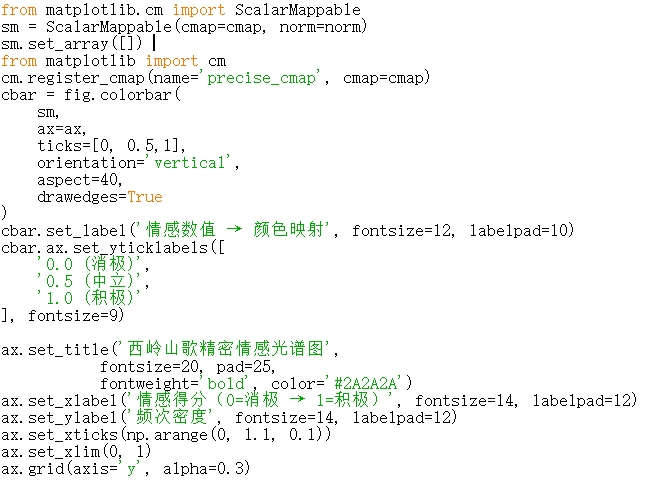 from matplotlib.cm import ScalarMappable
sm = ScalarMappable(cmap=cmap, norm=norm)
sm.set_array([])
from matplotlib import cm
cm.register_cmap(name='precise_cmap', cmap=cmap)
cbar = fig.colorbar(
    sm,
    ax=ax,
    ticks=[0, 0.5,1],
    orientation='vertical',
    aspect=40,
    drawedges=True
)
cbar.set_label('情感数值 → 颜色映射', fontsize=12, labelpad=10)
cbar.ax.set_yticklabels([
    '0.0 (消极)',
    '0.5 (中立)',
    '1.0 (积极)'
], fontsize=9)

ax.set_title('西岭山歌精密情感光谱图',
            fontsize=20, pad=25,
            fontweight='bold', color='#2A2A2A')
ax.set_xlabel('情感得分（0=消极 → 1=积极）', fontsize=14, labelpad=12)
ax.set_ylabel('频次密度', fontsize=14, labelpad=12)
ax.set_xticks(np.arange(0, 1.1, 0.1))
ax.set_xlim(0, 1)
ax.grid(axis='y', alpha=0.3)